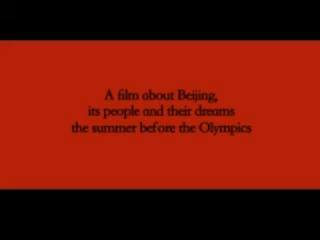 A film about Beijing,
its people and their dreams
the summer before the Olympics